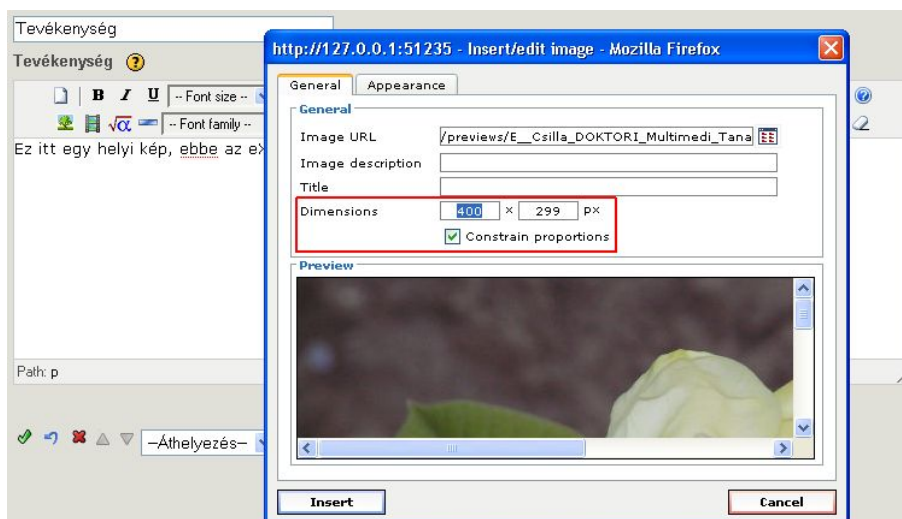 Tevékenység
Tevékenység
B I U -- Font size --
√α -- Font family --
Ez itt egy helyi kép, ebbe az eX
Path: p
—Áthelyezés—
http://127.0.0.1:51235 - Insert/edit image - Mozilla Firefox
General Appearance
General
Image URL /previews/E__Csilla_DOKTORI_Multimedi_Tana
Image description
Title
Dimensions 400 x 299 px
Constrain proportions
Preview
Insert Cancel